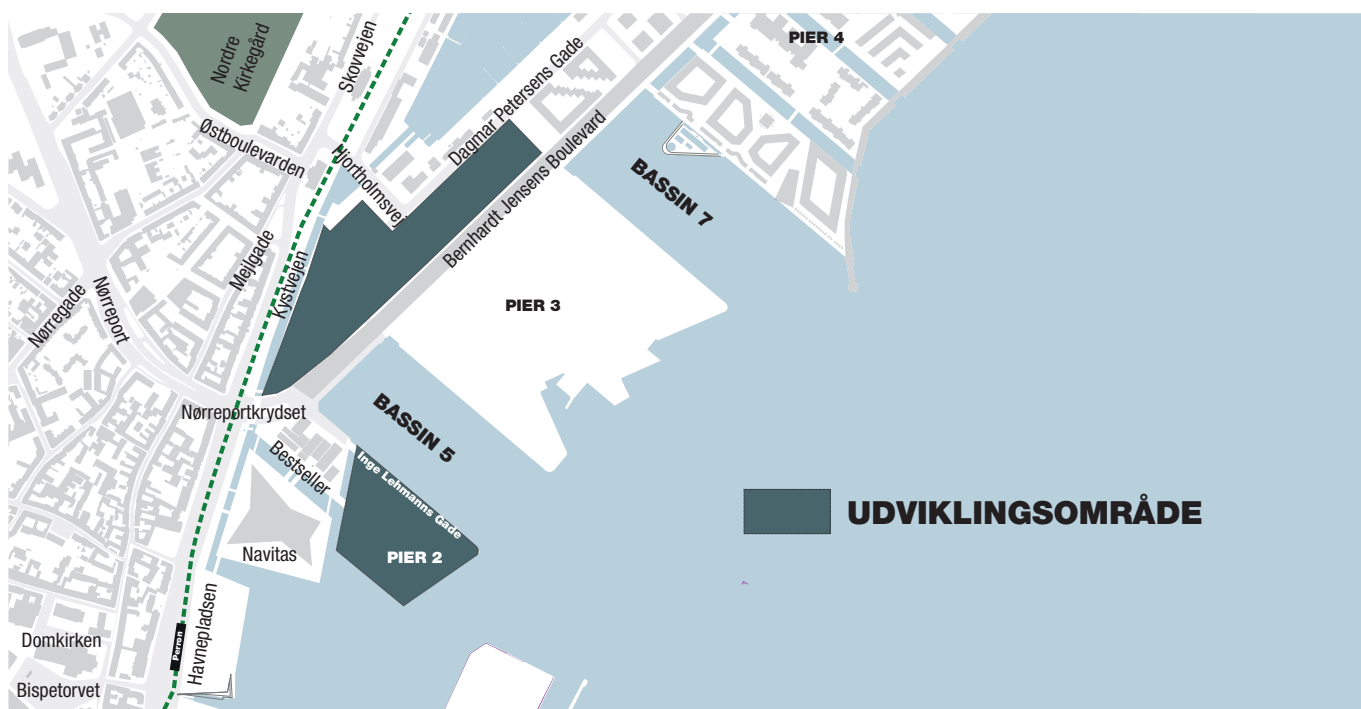 Nordre
Kirkegård
Skovvejen
PIER 4
Dagmar Petersens Gade
Østboulevarden
Hjortholmsvej
Bernhardt Jensens Boulevard
BASSIN 7
Mejlgade
Kystvejen
Nørregade
Nørreport
PIER 3
Nørreportkrydset
BASSIN 5
Bestseller
Inge Lehmanns Gade
UDVIKLINGSOMRÅDE
Navitas
PIER 2
Havnepladsen
Perron
Domkirken
Bispetorvet